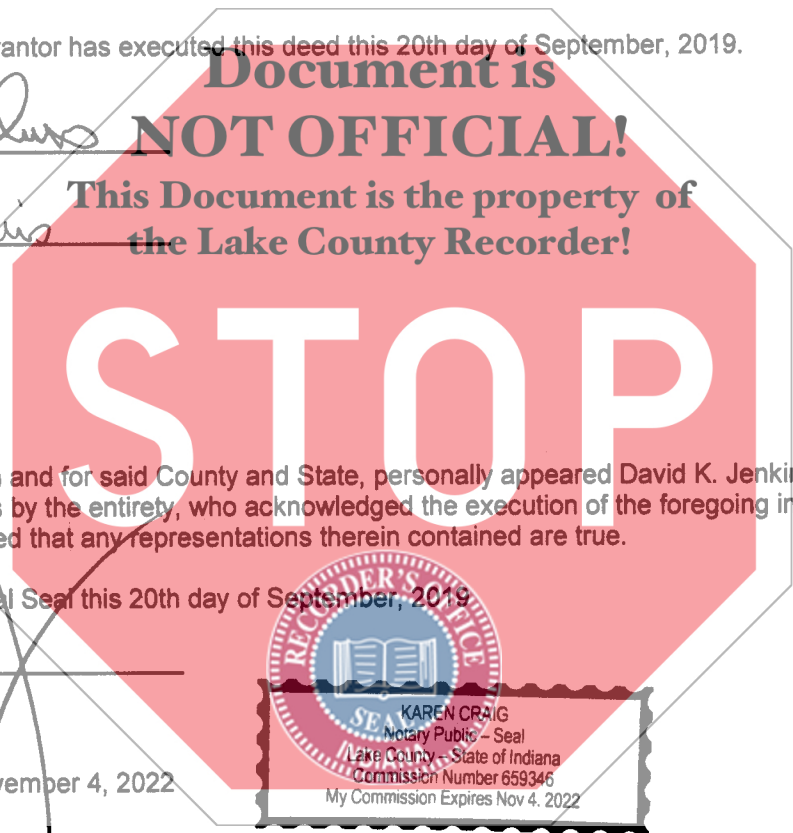 rantor has executed this deed this 20th day of September, 2019.
Document is
NOT OFFICIAL!
This Document is the property of
the Lake County Recorder!
STOP
and for said County and State, personally appeared David K. Jenki
by the entirety, who acknowledged the execution of the foregoing in
ed that any representations therein contained are true.
l Seal this 20th day of September, 2019
RECORDER'S OFFICE
SEAL
INDIANA
KAREN CRAIG
Notary Public – Seal
Lake County – State of Indiana
Commission Number 659346
My Commission Expires Nov 4. 2022
vember 4, 2022